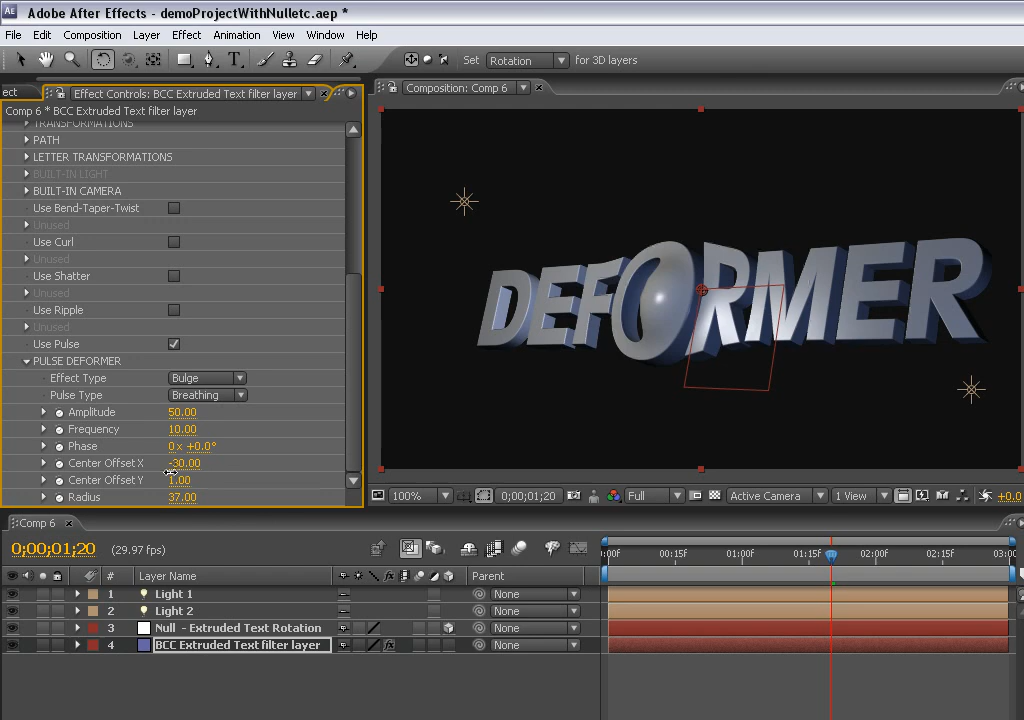 Adobe After Effects - demoProjectWithNulletc.aep *
File Edit Composition Layer Effect Animation View Window Help
Set Rotation for 3D layers
ect Effect Controls: BCC Extruded Text filter layer
Composition: Comp 6
Comp 6 * BCC Extruded Text filter layer
TRANSFORMATIONS
PATH
LETTER TRANSFORMATIONS
BUILT-IN LIGHT
BUILT-IN CAMERA
Use Bend-Taper-Twist
Unused
Use Curl
Unused
Use Shatter
Unused
Use Ripple
Unused
Use Pulse
PULSE DEFORMER
Effect Type Bulge
Pulse Type Breathing
Amplitude 50.00
Frequency 10.00
Phase 0 x +0.0°
Center Offset X -30.00
Center Offset Y 1.00
Radius 37.00
DEFORMER
100% 0;00;01;20 Full Active Camera 1 View +0.0
Comp 6
0;00;01;20 (29.97 fps)
:00f 00:15f 01:00f 01:15f 02:00f 02:15f 03:00
# Layer Name fx Parent
1 Light 1 None
2 Light 2 None
3 Null - Extruded Text Rotation None
4 BCC Extruded Text filter layer fx None